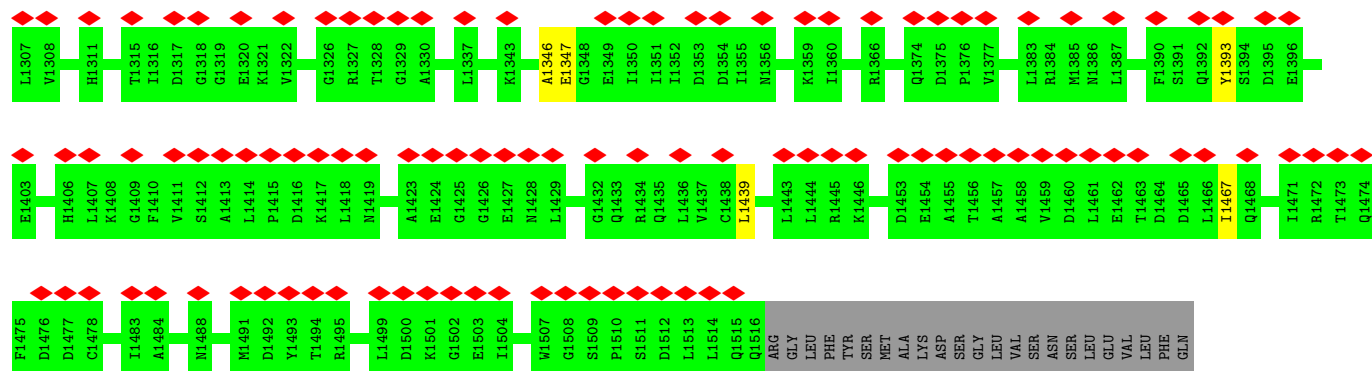 L1307 V1308 H1311 T1315 I1316 D1317 G1318 G1319 E1320 K1321 V1322 G1326 R1327 T1328 G1329 A1330 L1337 K1343 A1346 E1347 G1348 E1349 I1350 I1351 I1352 D1353 D1354 I1355 N1356 K1359 I1360 R1366 Q1374 D1375 P1376 V1377 L1383 R1384 M1385 N1386 L1387 F1390 S1391 Q1392 Y1393 S1394 D1395 E1396
E1403 H1406 L1407 K1408 G1409 F1410 V1411 S1412 A1413 L1414 P1415 D1416 K1417 L1418 N1419 A1423 E1424 G1425 G1426 E1427 N1428 L1429 G1432 Q1433 R1434 Q1435 L1436 V1437 C1438 L1439 L1443 L1444 R1445 K1446 D1453 E1454 A1455 T1456 A1457 A1458 V1459 D1460 L1461 E1462 T1463 D1464 D1465 L1466 I1467 Q1468 I1471 R1472 T1473 Q1474
F1475 D1476 D1477 C1478 I1483 A1484 N1488 M1491 D1492 Y1493 T1494 R1495 L1499 D1500 K1501 G1502 E1503 I1504 W1507 G1508 S1509 P1510 S1511 D1512 L1513 L1514 Q1515 Q1516 ARG GLY LEU PHE TYR SER MET ALA LYS ASP SER GLY LEU VAL SER ASN SER LEU GLU VAL LEU PHE GLN